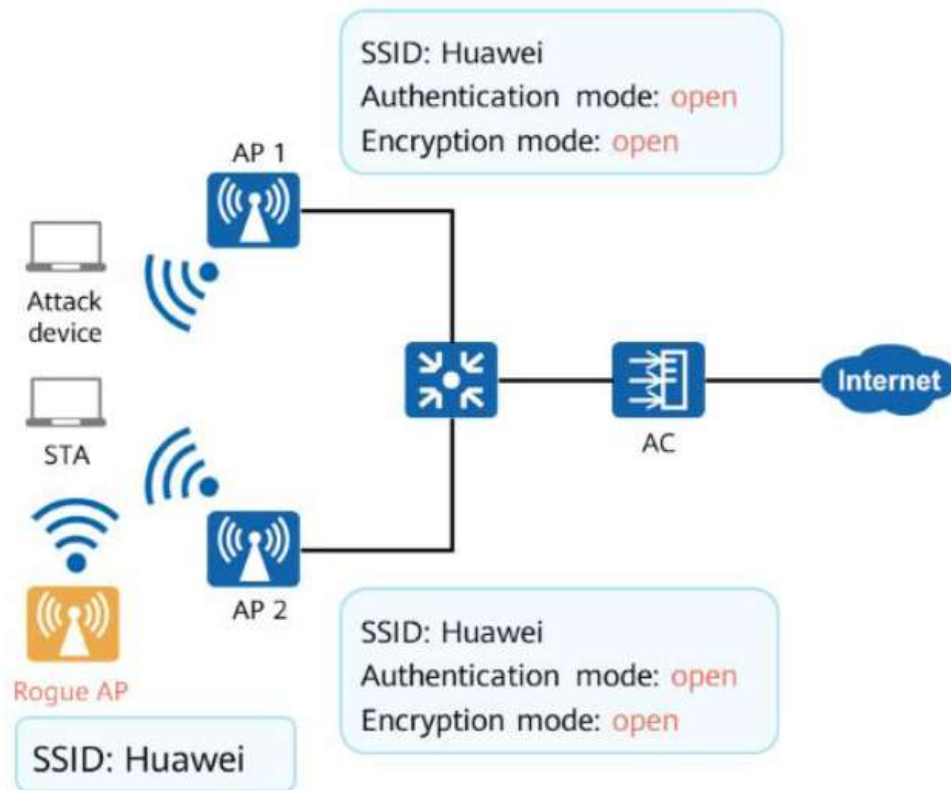 SSID: Huawei
Authentication mode: open
Encryption mode: open
AP 1
Attack
device
STA
AC
Internet
AP 2
Rogue AP
SSID: Huawei
Authentication mode: open
Encryption mode: open
SSID: Huawei